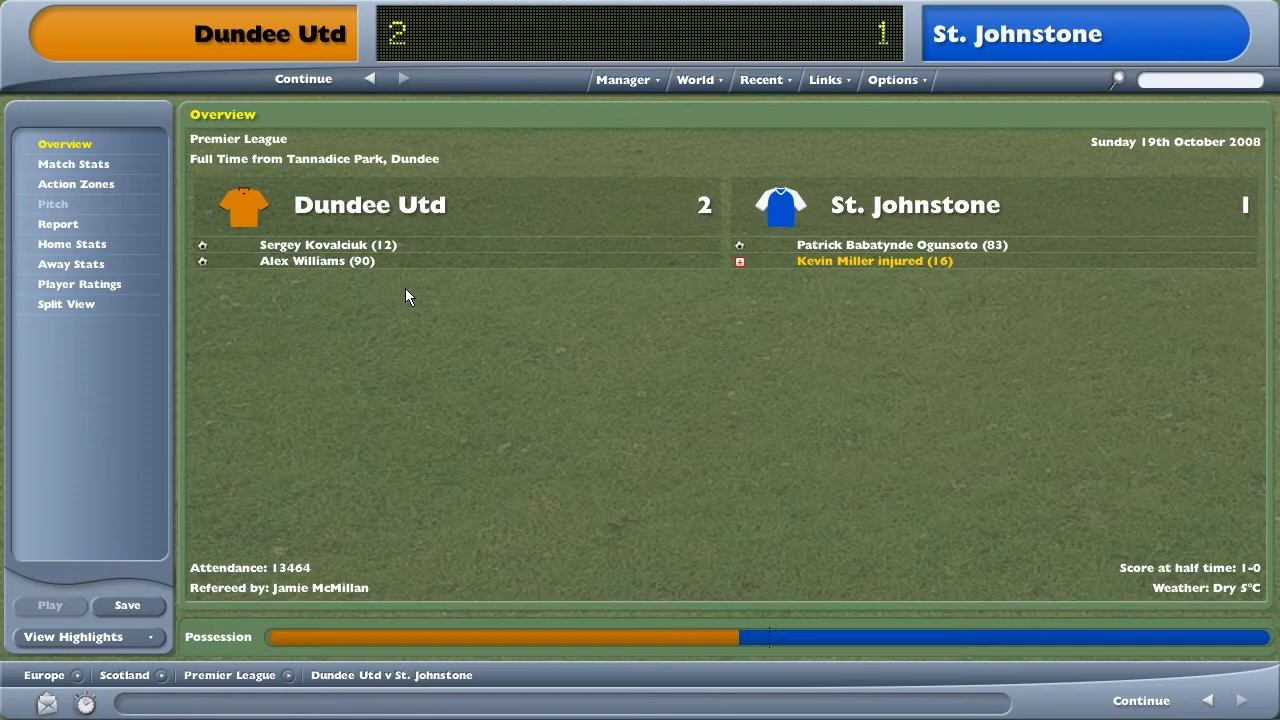 Dundee Utd 2 1 St. Johnstone
Continue Manager World Recent Links Options
Overview
Match Stats
Action Zones
Pitch
Report
Home Stats
Away Stats
Player Ratings
Split View
Play Save
View Highlights
Overview
Premier League
Sunday 19th October 2008
Full Time from Tannadice Park, Dundee
Dundee Utd 2 St. Johnstone 1
Sergey Kovalciuk (12) Patrick Babatynde Ogunsoto (83)
Alex Williams (90) Kevin Miller injured (16)
Attendance: 13464 Score at half time: 1-0
Refereed by: Jamie McMillan Weather: Dry 5°C
Possession
Europe Scotland Premier League Dundee Utd v St. Johnstone
Continue